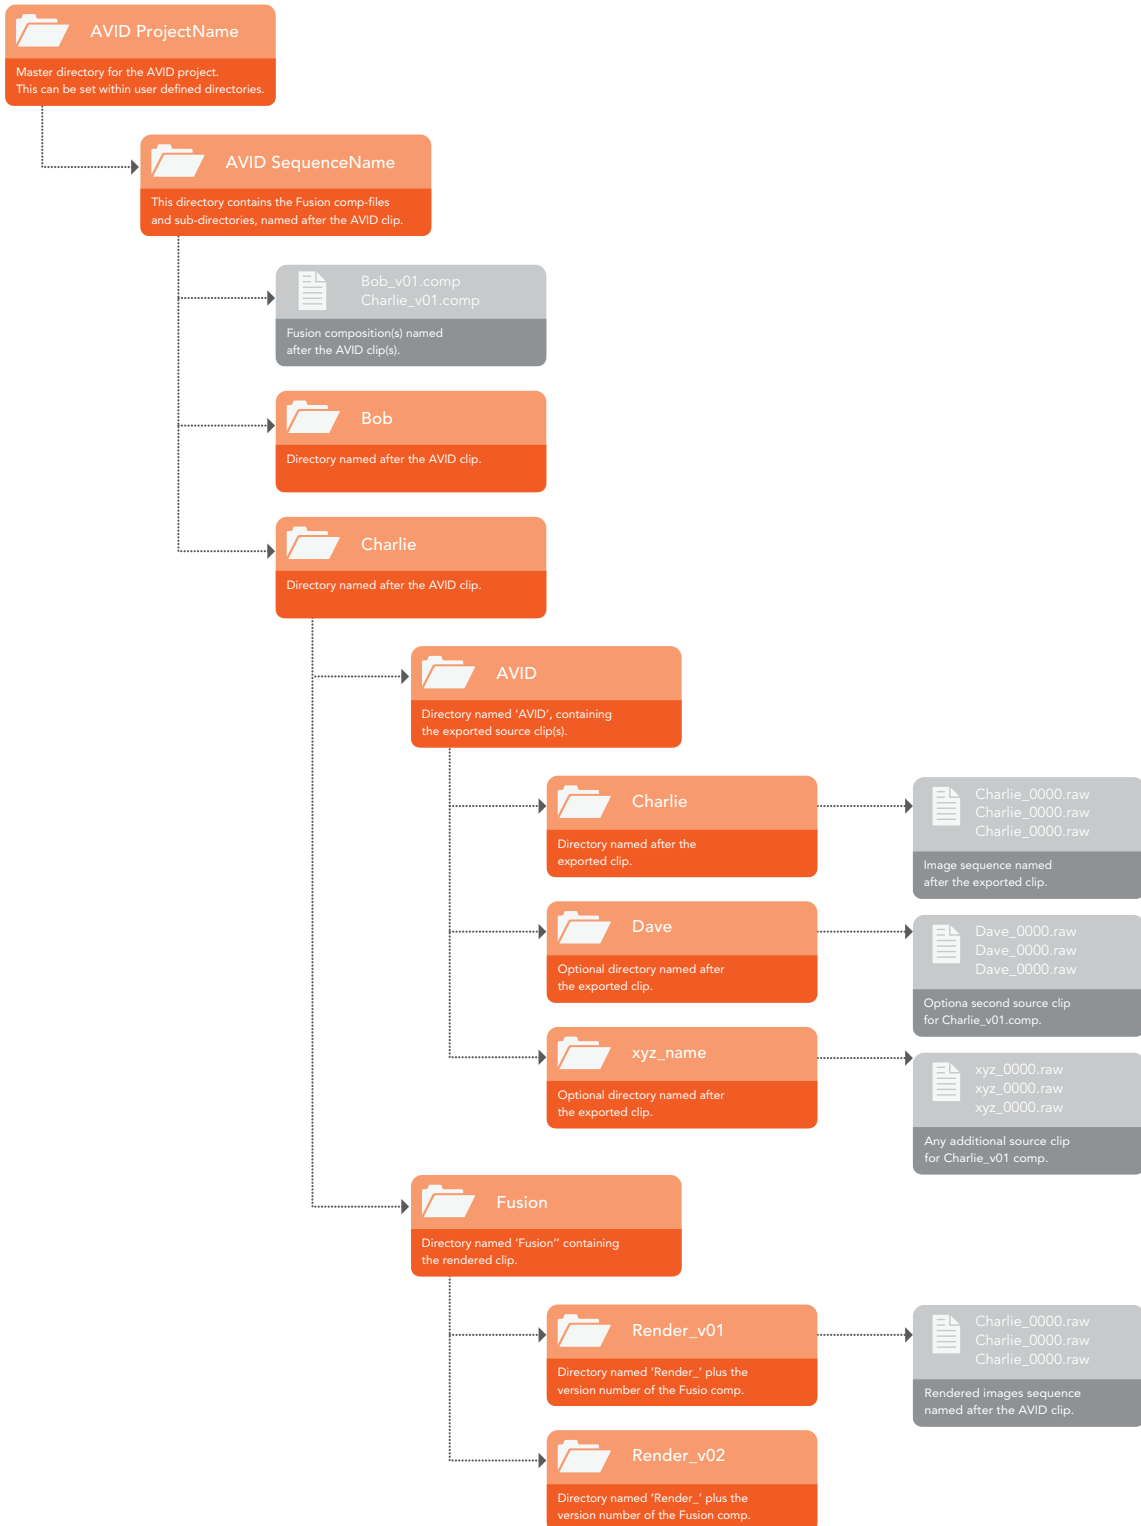 AVID ProjectName
Master directory for the AVID project.
This can be set within user defined directories.
AVID SequenceName
This directory contains the Fusion comp-files
and sub-directories, named after the AVID clip.
Bob_v01.comp
Charlie_v01.comp
Fusion composition(s) named
after the AVID clip(s).
Bob
Directory named after the AVID clip.
Charlie
Directory named after the AVID clip.
AVID
Directory named ‘AVID’, containing
the exported source clip(s).
Charlie
Directory named after the
exported clip.
Charlie_0000.raw
Charlie_0000.raw
Charlie_0000.raw
Image sequence named
after the exported clip.
Dave
Optional directory named after
the exported clip.
Dave_0000.raw
Dave_0000.raw
Dave_0000.raw
Optiona second source clip
for Charlie_v01.comp.
xyz_name
Optional directory named after
the exported clip.
xyz_0000.raw
xyz_0000.raw
xyz_0000.raw
Any additional source clip
for Charlie_v01 comp.
Fusion
Directory named ‘Fusion’’ containing
the rendered clip.
Render_v01
Directory named ‘Render_’ plus the
version number of the Fusio comp.
Charlie_0000.raw
Charlie_0000.raw
Charlie_0000.raw
Rendered images sequence
named after the AVID clip.
Render_v02
Directory named ‘Render_’ plus the
version number of the Fusion comp.